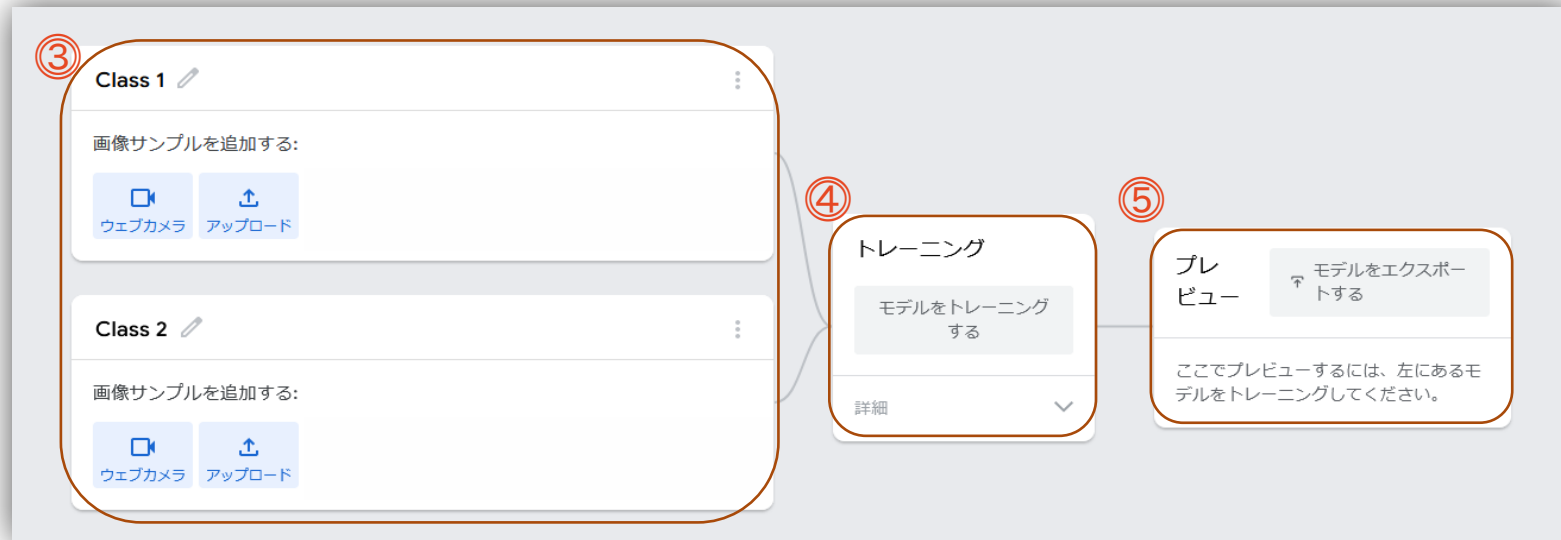 ③
Class 1
画像サンプルを追加する:
ウェブカメラ
アップロード
Class 2
画像サンプルを追加する:
ウェブカメラ
アップロード
④
トレーニング
モデルをトレーニング
する
詳細
⑤
プレ
ビュー
モデルをエクスポー
トする
ここでプレビューするには、左にあるモ
デルをトレーニングしてください。